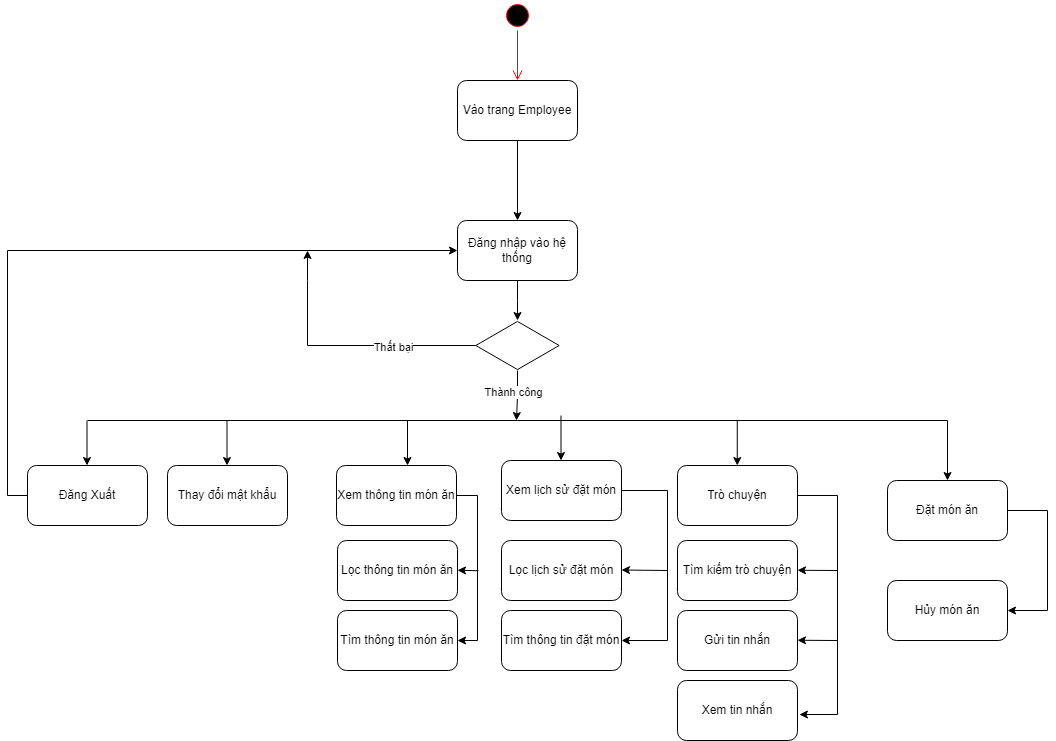 Vào trang Employee
Đăng nhập vào hệ
thống
Thất bại
Thành công
Đăng Xuất
Thay đổi mật khẩu
Xem thông tin món ăn
Xem lịch sử đặt món
Trò chuyện
Đặt món ăn
Lọc thông tin món ăn
Lọc lịch sử đặt món
Tìm kiếm trò chuyện
Hủy món ăn
Tìm thông tin món ăn
Tìm thông tin đặt món
Gửi tin nhắn
Xem tin nhắn